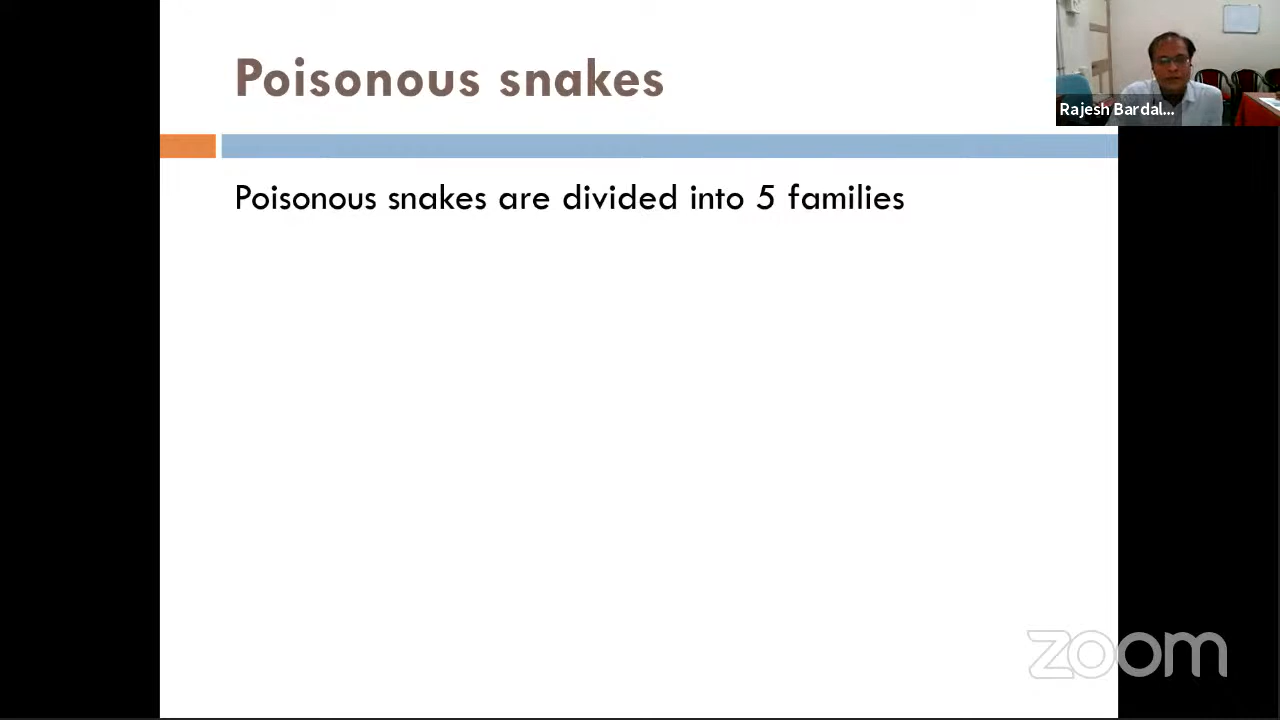 Poisonous snakes
Rajesh Bardal...
Poisonous snakes are divided into 5 families
zoom